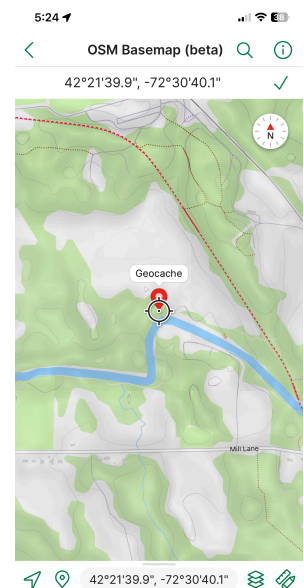 5:24
38
OSM Basemap (beta)
42°21'39.9", -72°30'40.1"
N
Geocache
Mill Lane
42°21'39.9", -72°30'40.1"